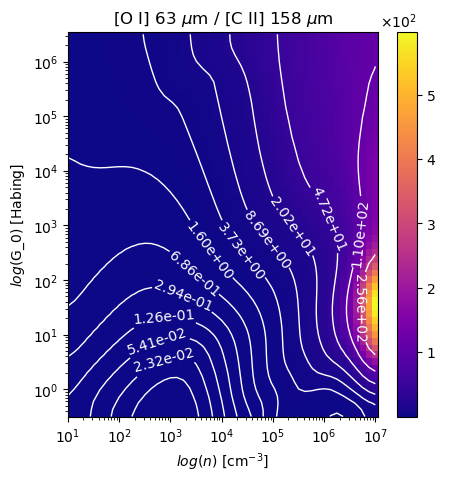 [O I] 63 μm / [C II] 158 μm
×10²
log(G_0) [Habing]
10⁶
10⁵
10⁴
10³
10²
10¹
10⁰
1.60e+00
3.73e+00
8.69e+00
2.02e+01
4.72e+01
1.10e+02
2.56e+02
6.86e-01
2.94e-01
1.26e-01
5.41e-02
2.32e-02
5
4
3
2
1
10¹ 10² 10³ 10⁴ 10⁵ 10⁶ 10⁷
log(n) [cm⁻³]